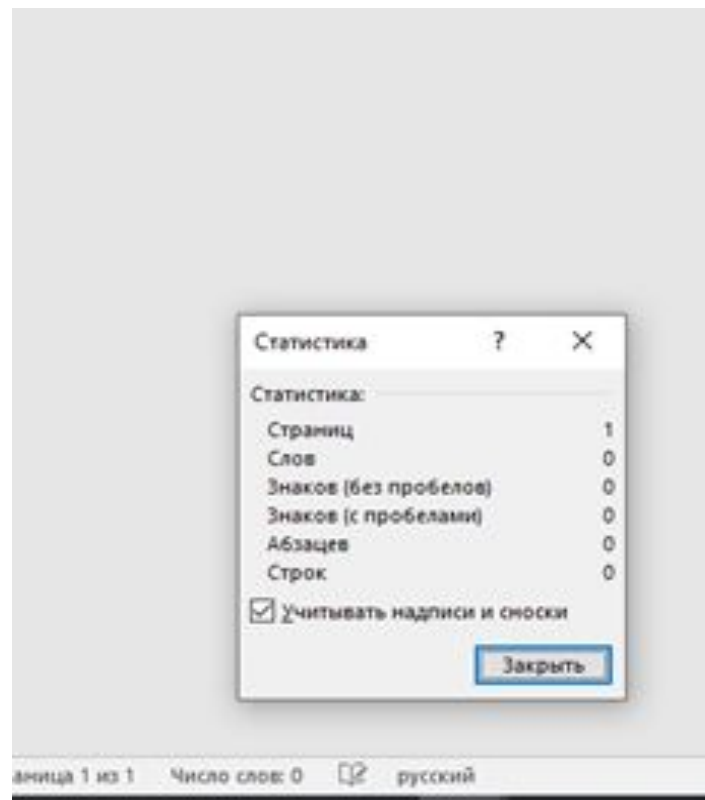 Статистика ?
Статистика:
Страниц 1
Слов 0
Знаков (без пробелов) 0
Знаков (с пробелами) 0
Абзацев 0
Строк 0
Учитывать надписи и сноски
Закрыть
аница 1 из 1 Число слов: 0 русский